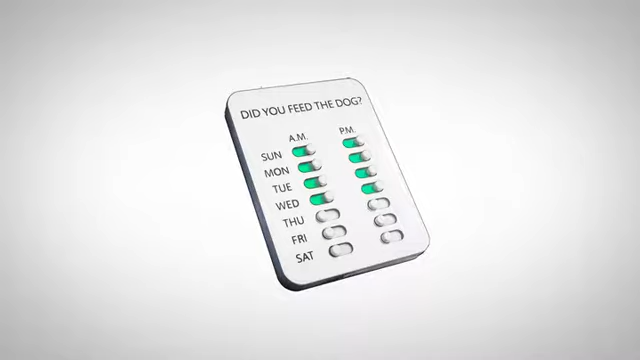 DID YOU FEED THE DOG?
A.M. P.M.
SUN
MON
TUE
WED
THU
FRI
SAT